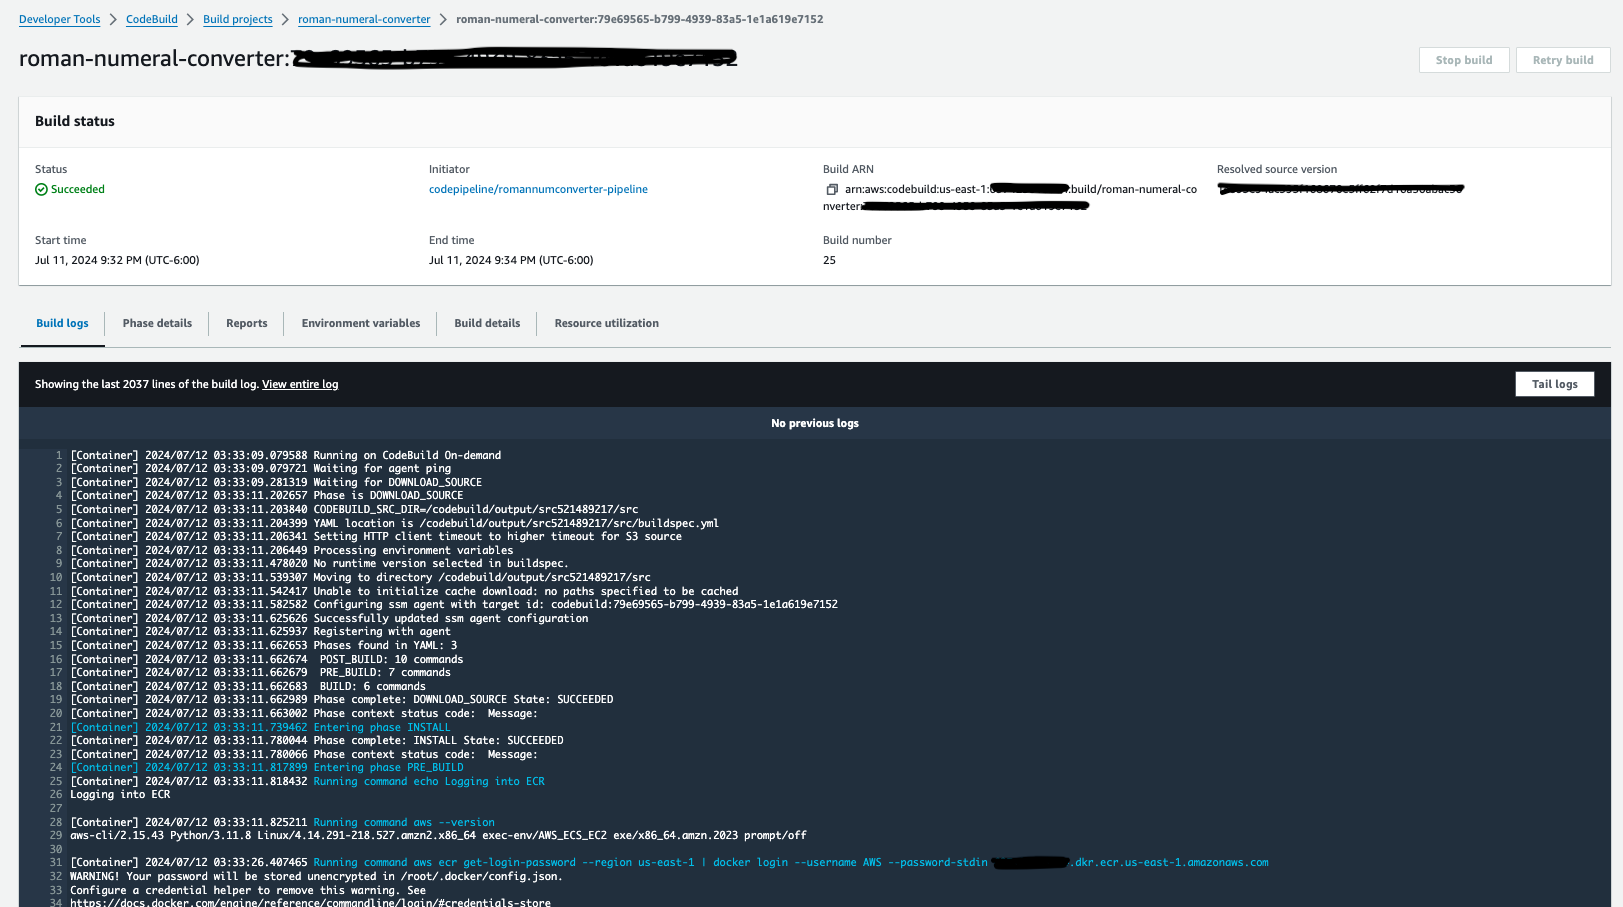 Developer Tools > CodeBuild > Build projects > roman-numeral-converter > roman-numeral-converter:79e69565-b799-4939-83a5-1e1a619e7152
roman-numeral-converter:
Stop build
Retry build
Build status
Status
Succeeded
Initiator
codepipeline/romannumconverter-pipeline
Build ARN
arn:aws:codebuild:us-east-1: :build/roman-numeral-co
nverter:
Resolved source version
Start time
Jul 11, 2024 9:32 PM (UTC-6:00)
End time
Jul 11, 2024 9:34 PM (UTC-6:00)
Build number
25
Build logs
Phase details
Reports
Environment variables
Build details
Resource utilization
Showing the last 2037 lines of the build log. View entire log
Tail logs
No previous logs
1 [Container] 2024/07/12 03:33:09.079588 Running on CodeBuild On-demand
2 [Container] 2024/07/12 03:33:09.079721 Waiting for agent ping
3 [Container] 2024/07/12 03:33:09.281319 Waiting for DOWNLOAD_SOURCE
4 [Container] 2024/07/12 03:33:11.202657 Phase is DOWNLOAD_SOURCE
5 [Container] 2024/07/12 03:33:11.203840 CODEBUILD_SRC_DIR=/codebuild/output/src521489217/src
6 [Container] 2024/07/12 03:33:11.204399 YAML location is /codebuild/output/src521489217/src/buildspec.yml
7 [Container] 2024/07/12 03:33:11.206341 Setting HTTP client timeout to higher timeout for S3 source
8 [Container] 2024/07/12 03:33:11.206449 Processing environment variables
9 [Container] 2024/07/12 03:33:11.478020 No runtime version selected in buildspec.
10 [Container] 2024/07/12 03:33:11.539307 Moving to directory /codebuild/output/src521489217/src
11 [Container] 2024/07/12 03:33:11.542417 Unable to initialize cache download: no paths specified to be cached
12 [Container] 2024/07/12 03:33:11.582582 Configuring ssm agent with target id: codebuild:79e69565-b799-4939-83a5-1e1a619e7152
13 [Container] 2024/07/12 03:33:11.625626 Successfully updated ssm agent configuration
14 [Container] 2024/07/12 03:33:11.625937 Registering with agent
15 [Container] 2024/07/12 03:33:11.662653 Phases found in YAML: 3
16 [Container] 2024/07/12 03:33:11.662674  POST_BUILD: 10 commands
17 [Container] 2024/07/12 03:33:11.662679  PRE_BUILD: 7 commands
18 [Container] 2024/07/12 03:33:11.662683  BUILD: 6 commands
19 [Container] 2024/07/12 03:33:11.662989 Phase complete: DOWNLOAD_SOURCE State: SUCCEEDED
20 [Container] 2024/07/12 03:33:11.663002 Phase context status code:  Message:
21 [Container] 2024/07/12 03:33:11.739462 Entering phase INSTALL
22 [Container] 2024/07/12 03:33:11.780044 Phase complete: INSTALL State: SUCCEEDED
23 [Container] 2024/07/12 03:33:11.780066 Phase context status code:  Message:
24 [Container] 2024/07/12 03:33:11.817899 Entering phase PRE_BUILD
25 [Container] 2024/07/12 03:33:11.818432 Running command echo Logging into ECR
26 Logging into ECR
27
28 [Container] 2024/07/12 03:33:11.825211 Running command aws --version
29 aws-cli/2.15.43 Python/3.11.8 Linux/4.14.291-218.527.amzn2.x86_64 exec-env/AWS_ECS_EC2 exe/x86_64.amzn.2023 prompt/off
30
31 [Container] 2024/07/12 03:33:26.407465 Running command aws ecr get-login-password --region us-east-1 | docker login --username AWS --password-stdin .dkr.ecr.us-east-1.amazonaws.com
32 WARNING! Your password will be stored unencrypted in /root/.docker/config.json.
33 Configure a credential helper to remove this warning. See
34 https://docs.docker.com/engine/reference/commandline/login/#credentials-store